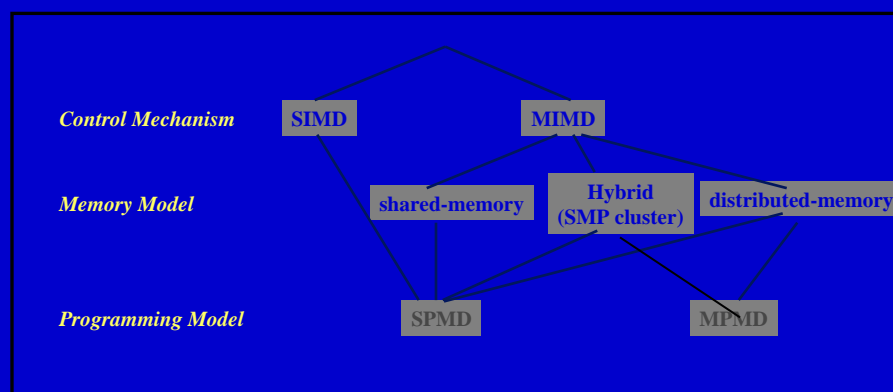 Control Mechanism
SIMD
MIMD
Memory Model
shared-memory
Hybrid
(SMP cluster)
distributed-memory
Programming Model
SPMD
MPMD